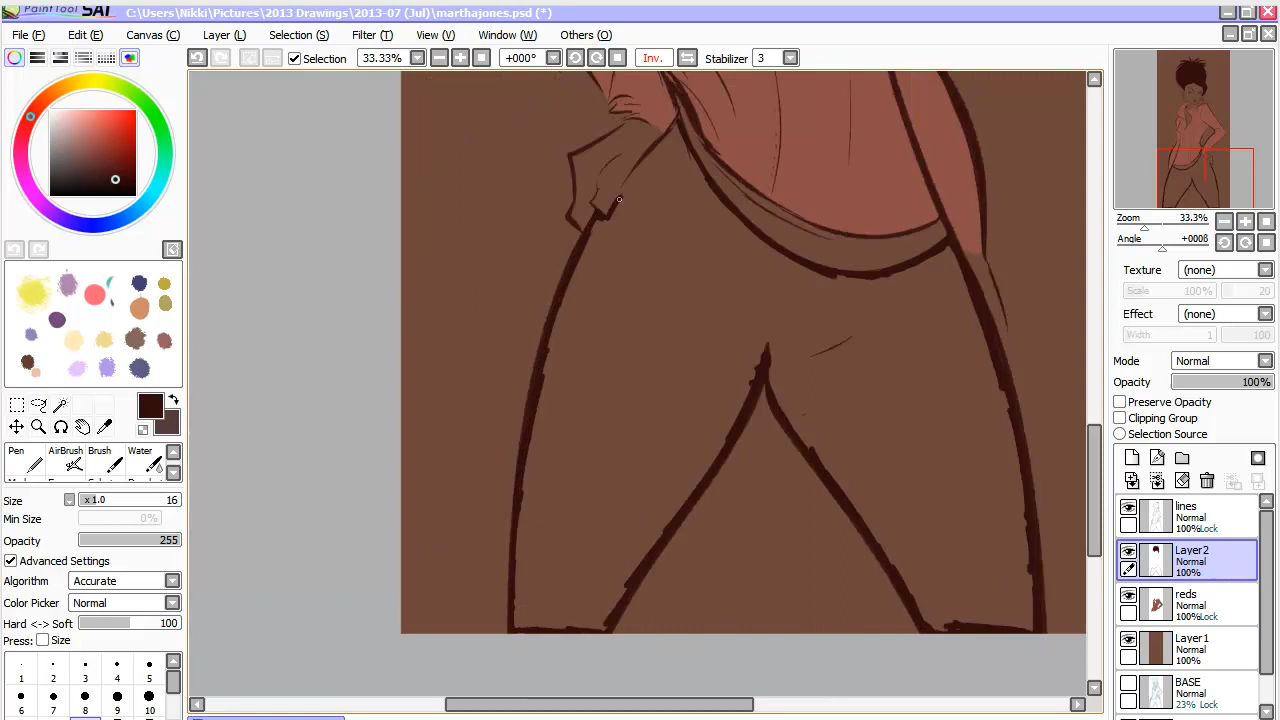 PaintTool SAI C:\Users\Nikki\Pictures\2013 Drawings\2013-07 (Jul)\marthajones.psd (*)
File (F) Edit (E) Canvas (C) Layer (L) Selection (S) Filter (T) View (V) Window (W) Others (O)
Selection 33.33% +000° Inv. Stabilizer 3
Zoom 33.3%
Angle +000ß
Texture (none)
Scale 100% 20
Effect (none)
Width 1 100
Mode Normal
Opacity 100%
Preserve Opacity
Clipping Group
Selection Source
Pen AirBrush Brush Water
Size x 1.0 16
Min Size 0%
Opacity 255
Advanced Settings
Algorithm Accurate
Color Picker Normal
Hard <-> Soft 100
Press: Size
1 2 3 4 5
6 7 8 9 10
lines
Normal
100% Lock
Layer2
Normal
100%
reds
Normal
100% Lock
Layer1
Normal
100%
BASE
Normal
23% Lock